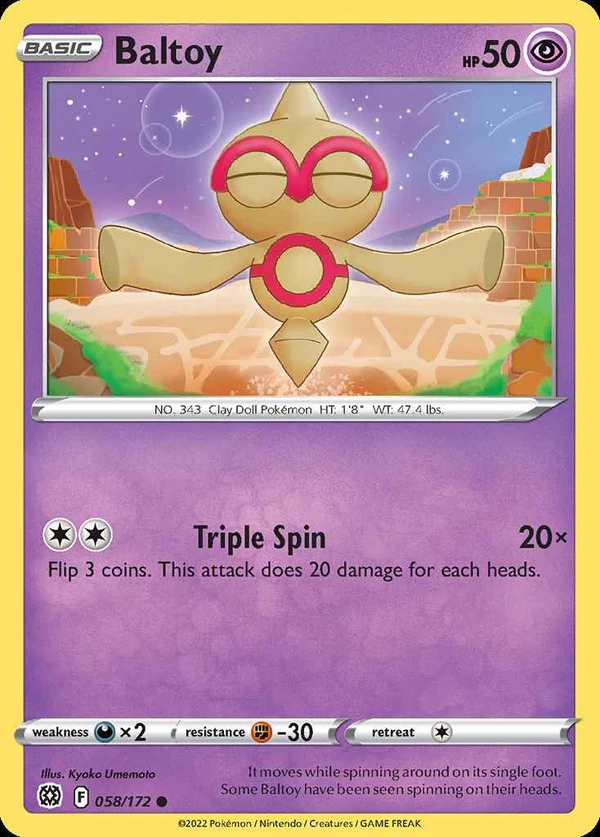 BASIC Baltoy HP 50
NO. 343 Clay Doll Pokémon HT: 1'8" WT: 47.4 lbs.
Triple Spin 20×
Flip 3 coins. This attack does 20 damage for each heads.
weakness ×2 resistance -30 retreat
Illus. Kyoko Umemoto
It moves while spinning around on its single foot.
Some Baltoy have been seen spinning on their heads.
F 058/172
©2022 Pokémon / Nintendo / Creatures / GAME FREAK